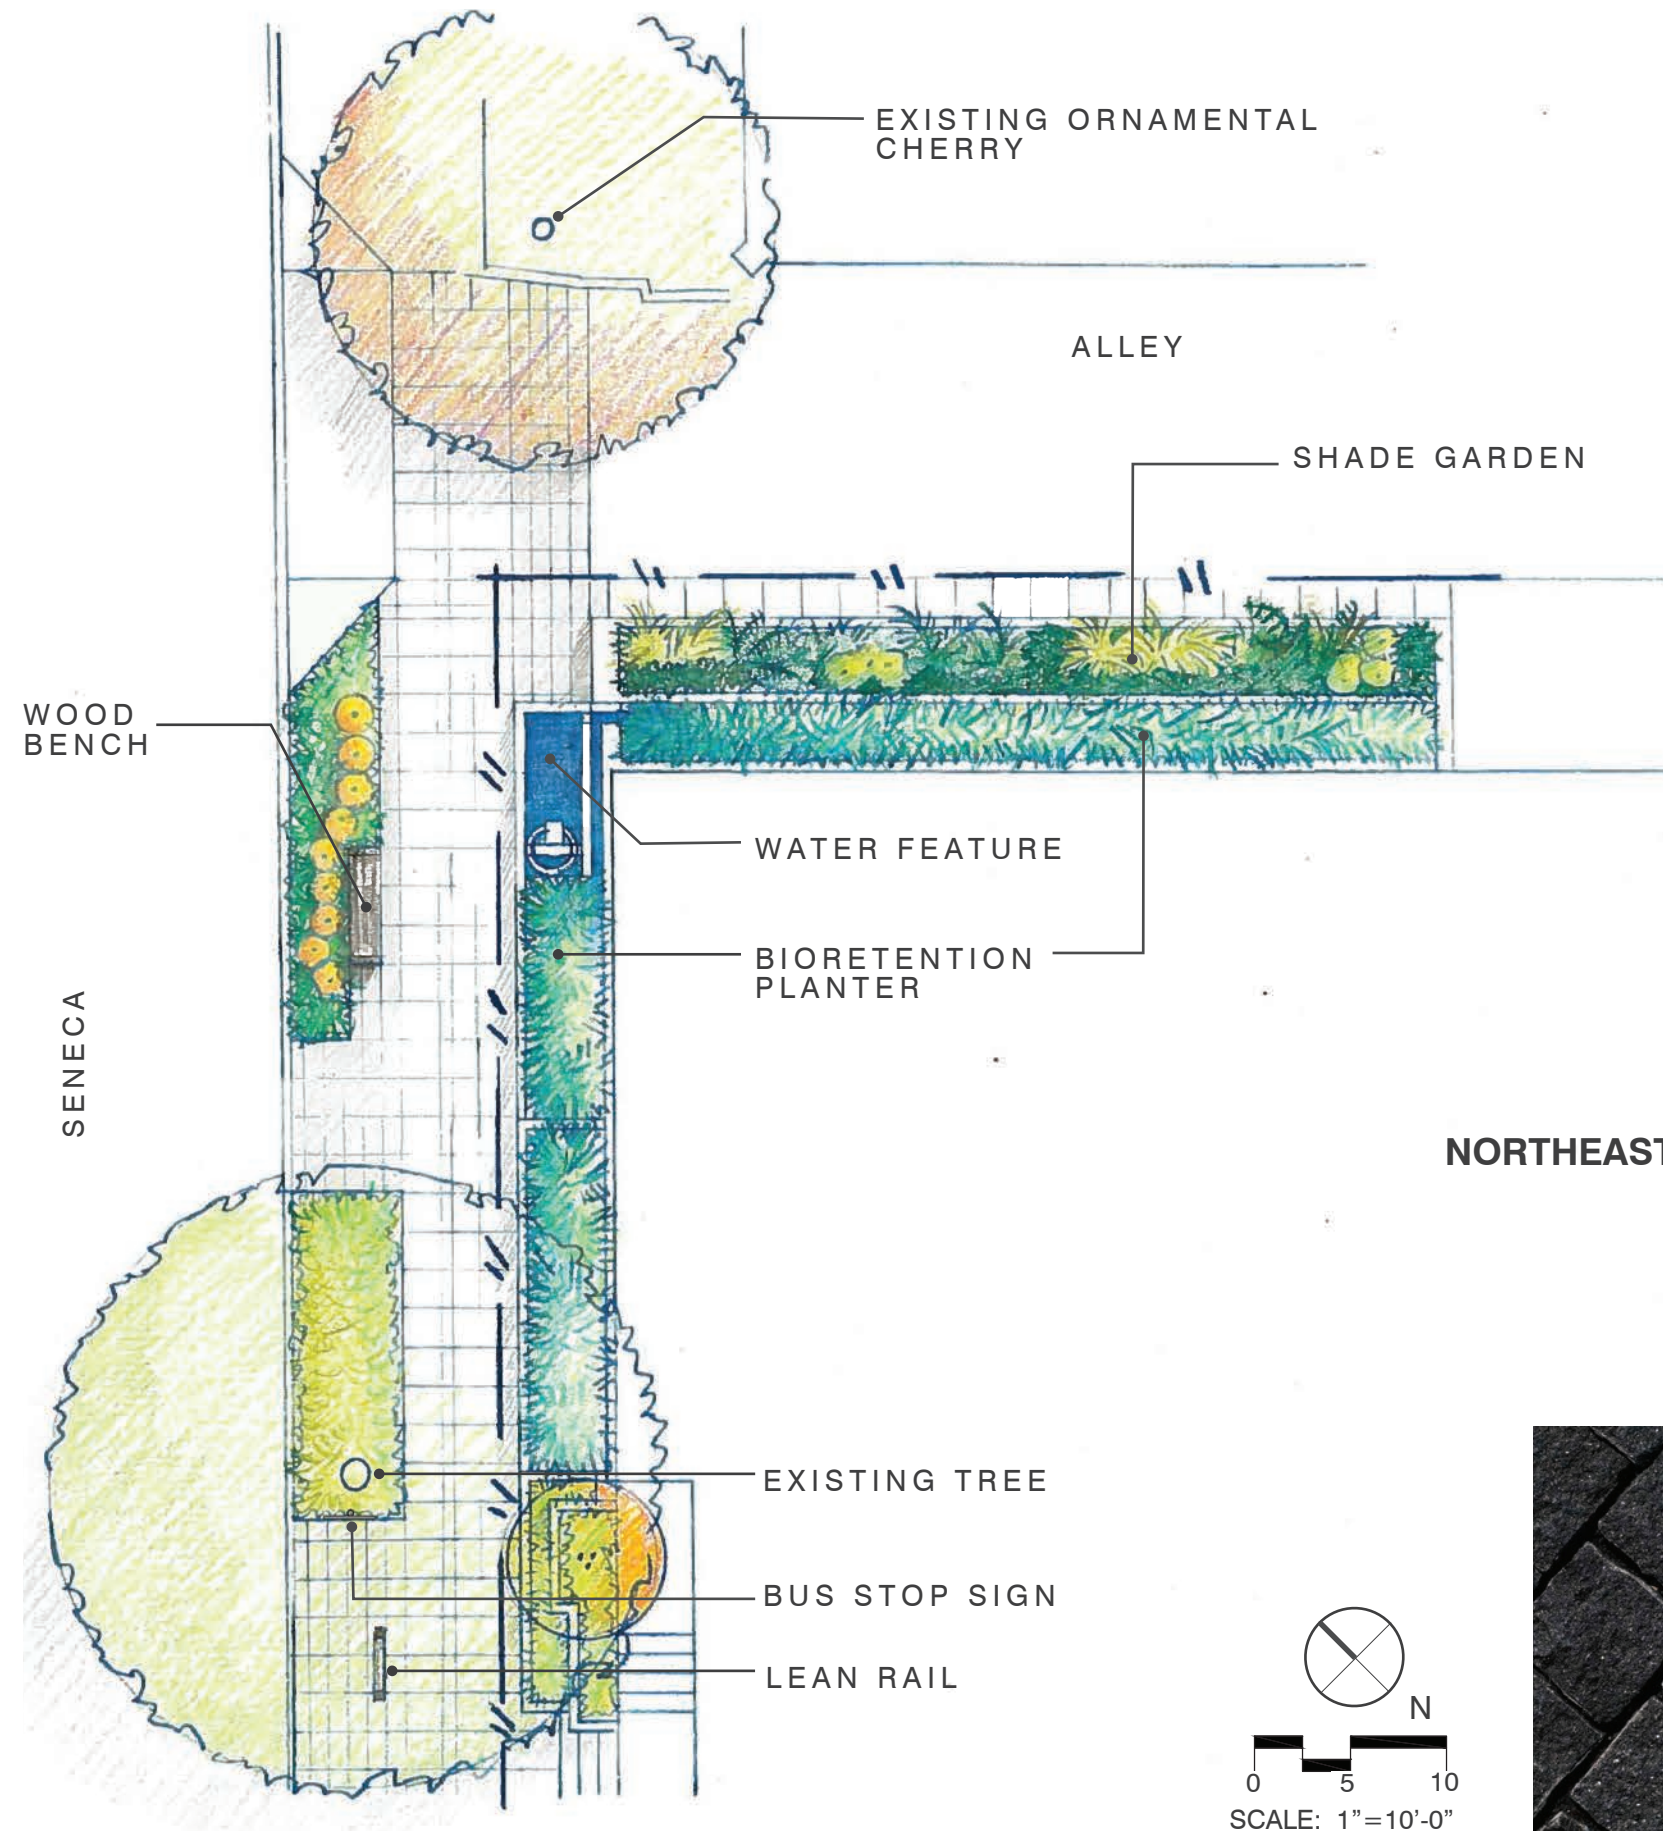 EXISTING ORNAMENTAL
CHERRY
ALLEY
SHADE GARDEN
WOOD
BENCH
WATER FEATURE
BIORETENTION
PLANTER
SENECA
NORTHEAST
EXISTING TREE
BUS STOP SIGN
LEAN RAIL
N
0 5 10
SCALE: 1”=10’-0”